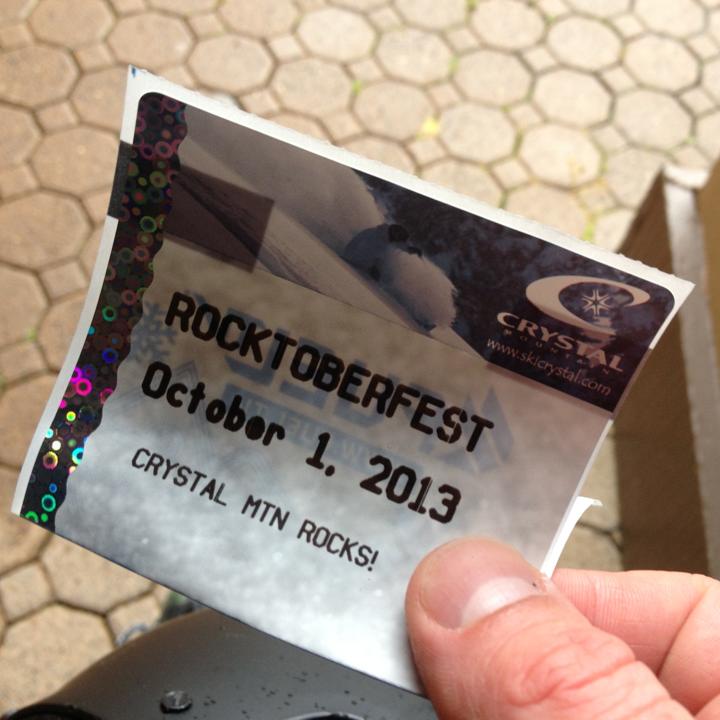 CRYSTAL
MOUNTAIN
www.skicrystal.com
ROCKTOBERFEST
October 1, 2013
CRYSTAL MTN ROCKS!